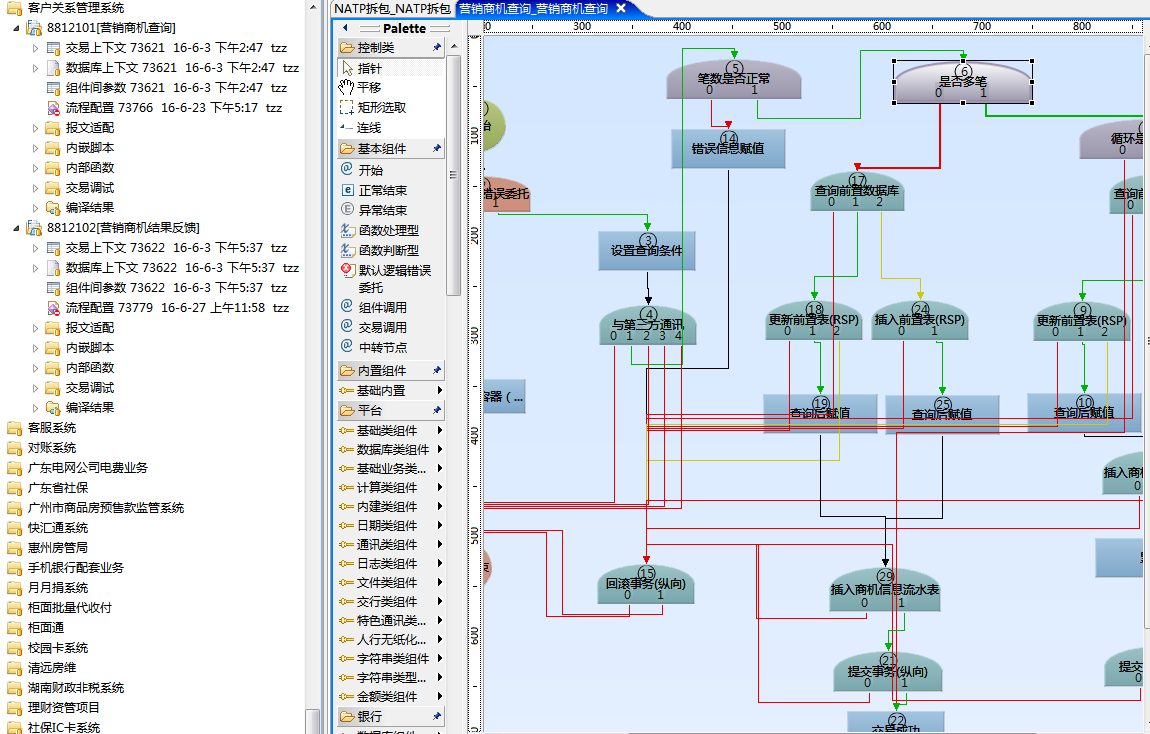 客户关系管理系统
8812101[营销商机查询]
交易上下文 73621 16-6-3 下午2:47 tzz
数据库上下文 73621 16-6-3 下午2:47 tzz
组件间参数 73621 16-6-3 下午2:47 tzz
流程配置 73766 16-6-23 下午5:17 tzz
报文适配
内嵌脚本
内部函数
交易调试
编译结果
8812102[营销商机结果反馈]
交易上下文 73622 16-6-3 下午5:37 tzz
数据库上下文 73622 16-6-3 下午5:37 tzz
组件间参数 73622 16-6-3 下午5:37 tzz
流程配置 73779 16-6-27 上午11:58 tzz
报文适配
内嵌脚本
内部函数
交易调试
编译结果
客服系统
对账系统
广东电网公司电费业务
广东省社保
广州市商品房预售款监管系统
快汇通系统
惠州房管局
手机银行配套业务
月月捐系统
柜面批量代收付
柜面通
校园卡系统
清远房维
湖南财政非税系统
理财资管项目
社保IC卡系统
NATP拆包_NATP拆包
营销商机查询_营销商机查询
Palette
控制类
指针
平移
矩形选取
连线
基本组件
开始
正常结束
异常结束
函数处理型
函数判断型
默认逻辑错误
委托
组件调用
交易调用
中转节点
内置组件
基础内置
平台
基础类组件
数据库类组件
基础业务类...
计算类组件
内建类组件
日期类组件
通讯类组件
日志类组件
文件类组件
交行类组件
特色通讯类...
人行无纸化...
字符串类组件
字符串类型...
金额类组件
银行
数据库组件
300 400 500 600 700 800
100
200
300
400
500
600
5
笔数是否正常
0 1
6
是否多笔
0 1
14
错误信息赋值
循环是
0
17
查询前置数据库
0 1 2
错误委托
1
查询前
0
3
设置查询条件
4
与第三方通讯
0 1 2 3 4
18
更新前置表(RSP)
0 1 2
24
插入前置表(RSP)
0 1
9
更新前置表(RSP)
0 1 2
容器（...
19
查询后赋值
25
查询后赋值
10
查询后赋值
插入商机
0
15
回滚事务(纵向)
0 1
29
插入商机信息流水表
0 1
21
提交事务(纵向)
0 1
提交
0
22
交易成功